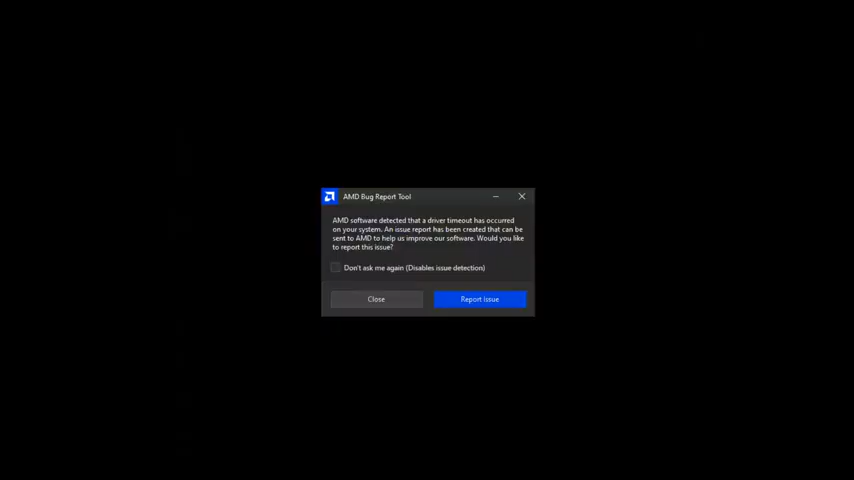 AMD Bug Report Tool
AMD software detected that a driver timeout has occurred
on your system. An issue report has been created that can be
sent to AMD to help us improve our software. Would you like
to report this issue?
Don't ask me again (Disables issue detection)
Close
Report Issue